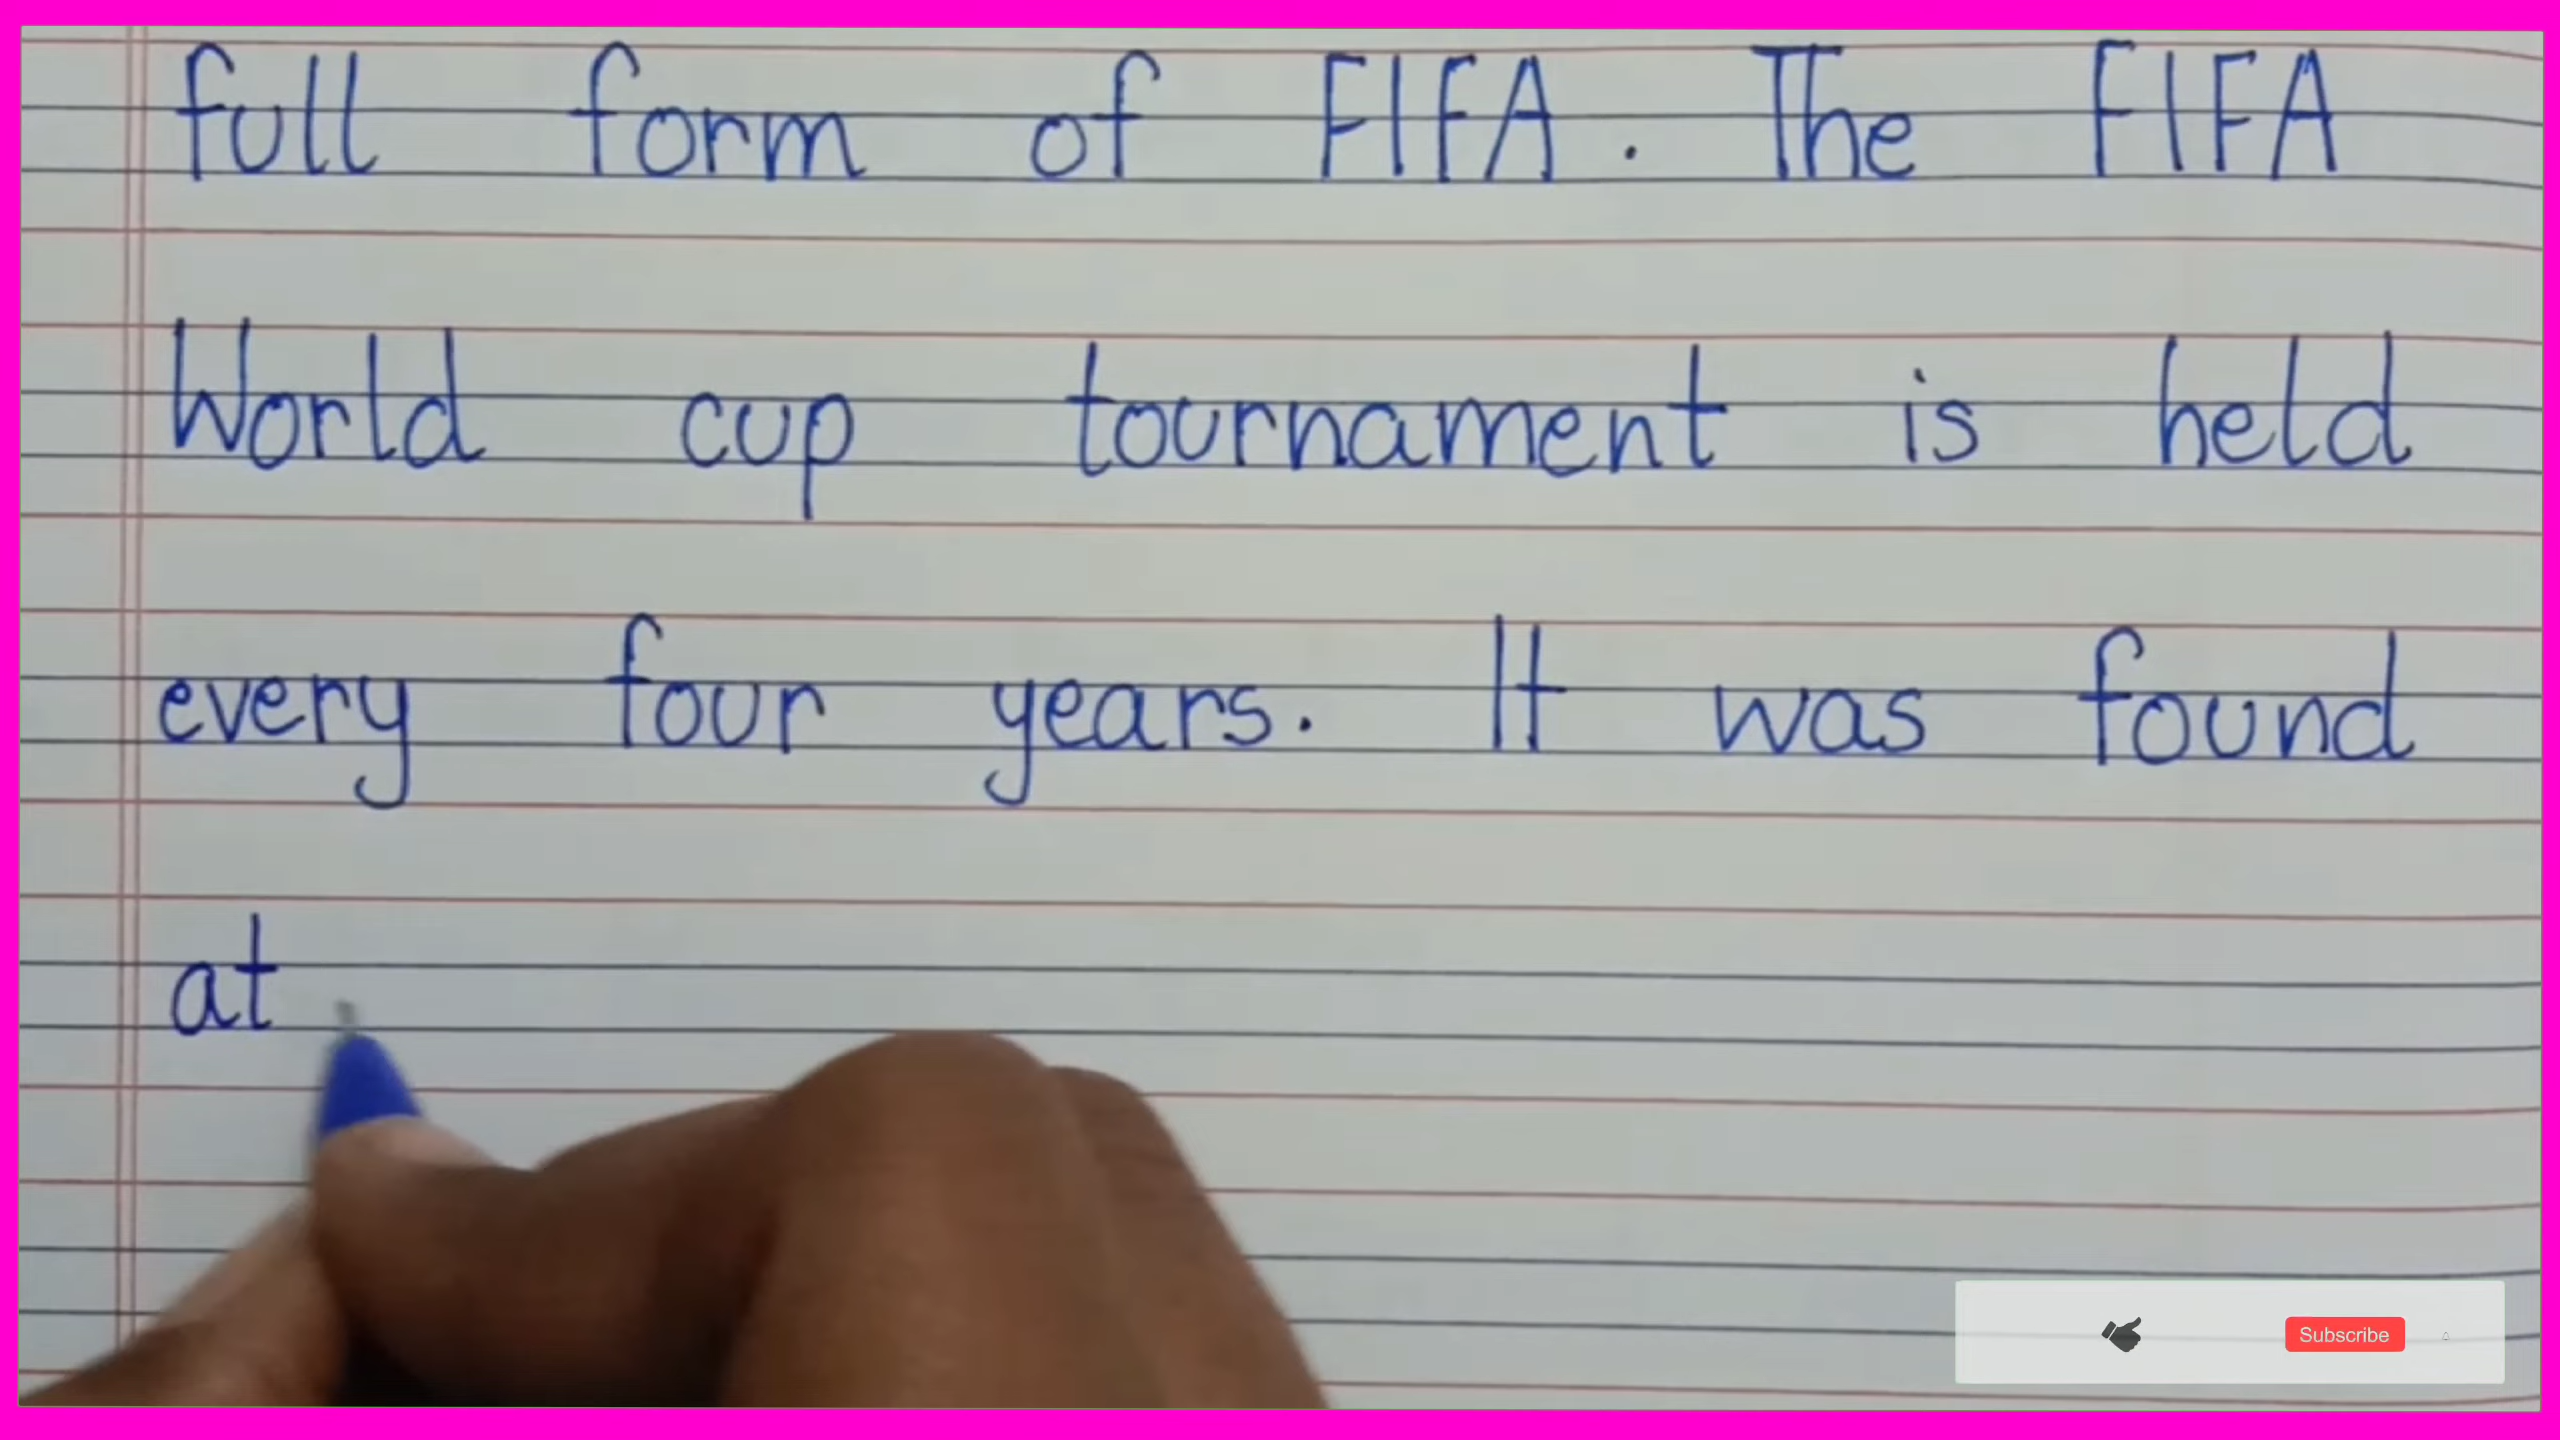 full form of FIFA. The FIFA
World cup tournament is held
every four years. It was found
at
Subscribe